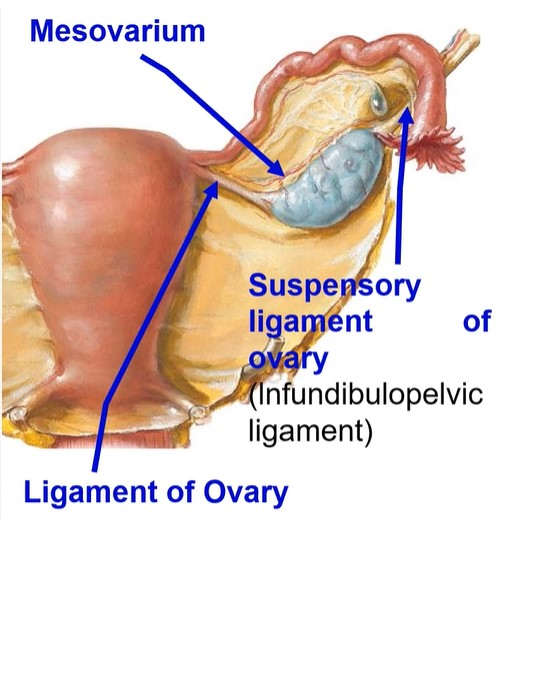 Mesovarium
Suspensory
ligament of
ovary
(Infundibulopelvic
ligament)
Ligament of Ovary